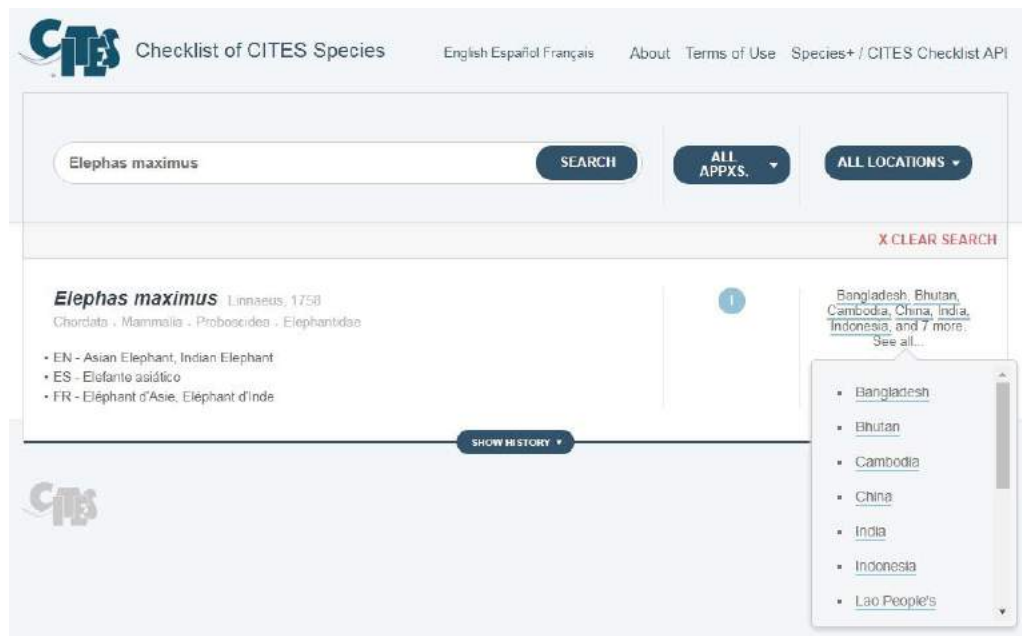 CITES
Checklist of CITES Species
English Español Français
About Terms of Use Species+ / CITES Checklist API
Elephas maximus
SEARCH
ALL
APPXS.
ALL LOCATIONS
X CLEAR SEARCH
Elephas maximus Linnaeus, 1758
Chordata . Mammalia . Proboscidea . Elephantidae
• EN - Asian Elephant, Indian Elephant
• ES - Elefante asiático
• FR - Eléphant d'Asie, Eléphant d'Inde
I
Bangladesh, Bhutan,
Cambodia, China, India,
Indonesia, and 7 more.
See all...
▪ Bangladesh
▪ Bhutan
▪ Cambodia
▪ China
▪ India
▪ Indonesia
▪ Lao People's
SHOW HISTORY
CITES